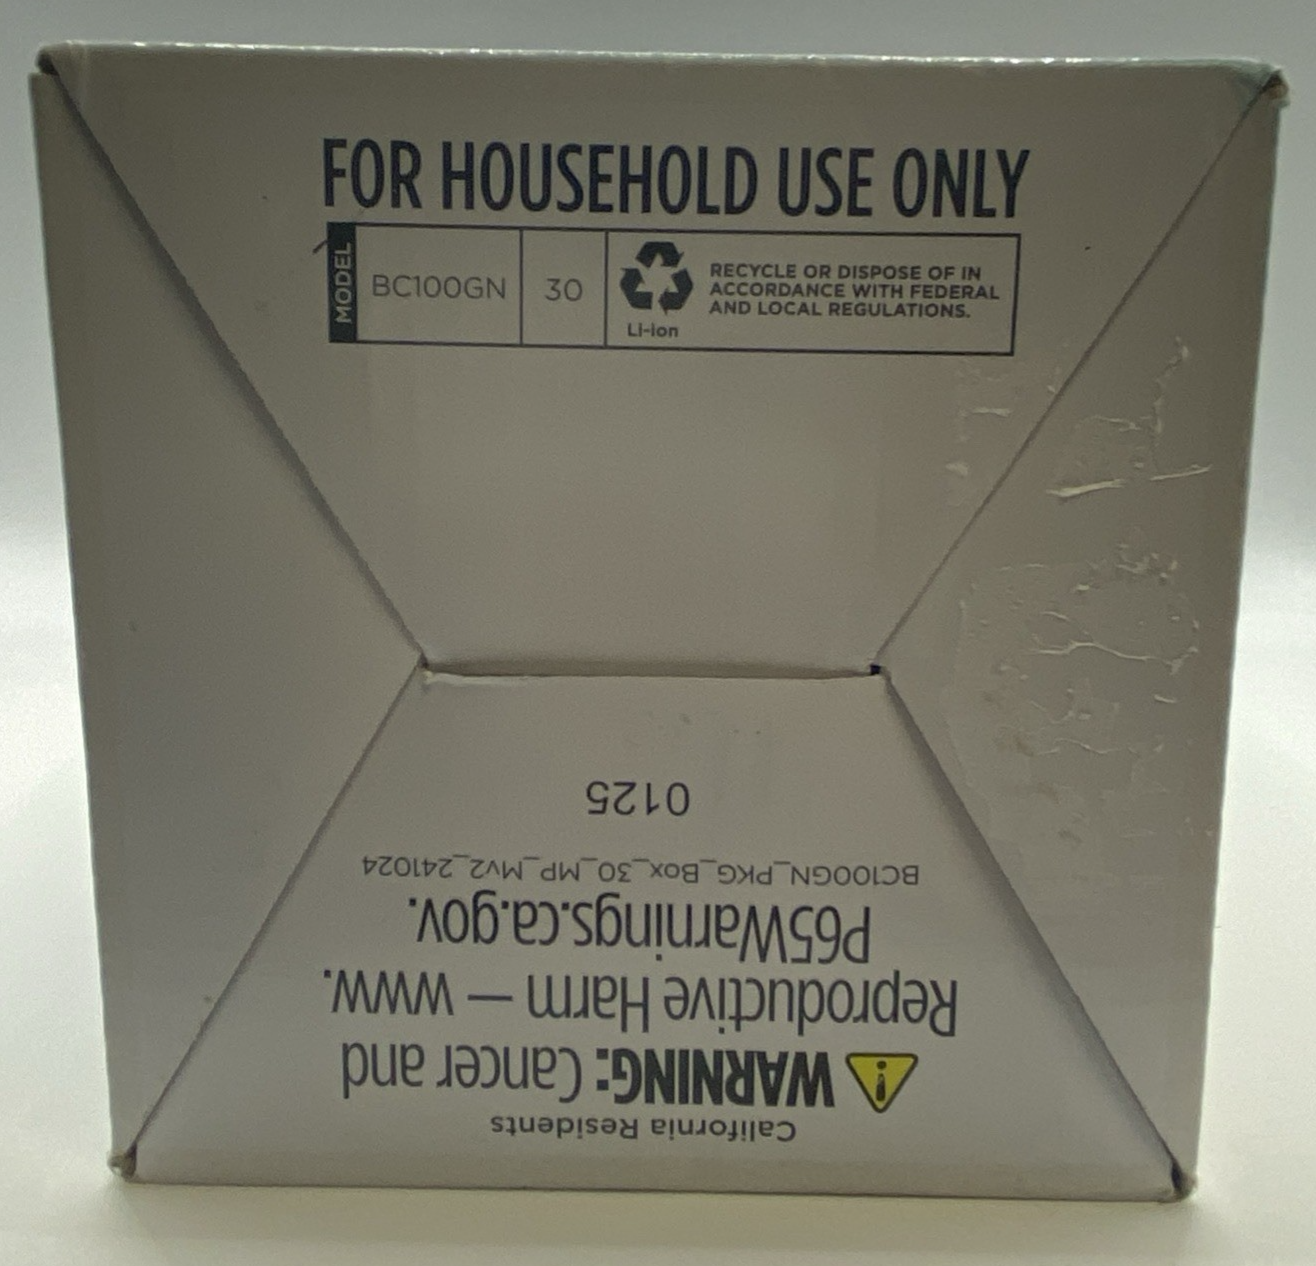 FOR HOUSEHOLD USE ONLY
MODEL
BC100GN
30
Li-ion
RECYCLE OR DISPOSE OF IN
ACCORDANCE WITH FEDERAL
AND LOCAL REGULATIONS.
California Residents
WARNING: Cancer and
Reproductive Harm — www.
P65Warnings.ca.gov.
BC100GN_PKG_Box_30_MP_Mv2_241024
0125